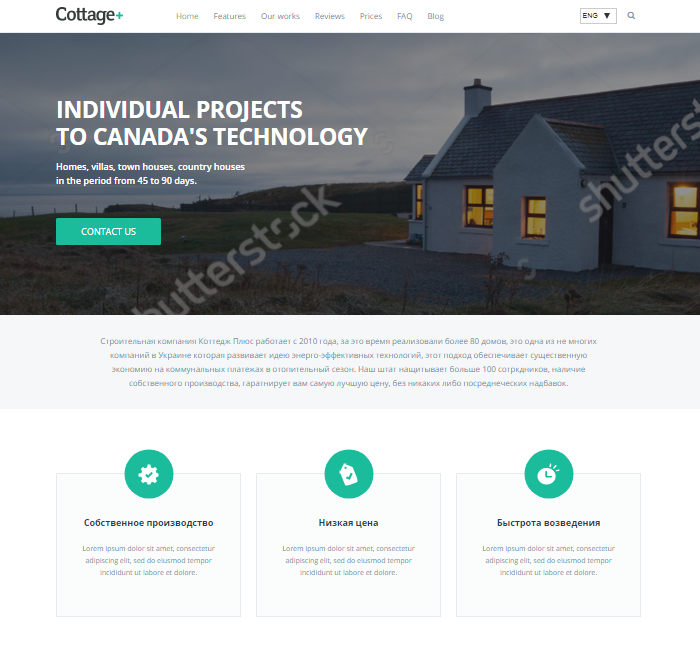 Cottage+
Home Features Our works Reviews Prices FAQ Blog
ENG
INDIVIDUAL PROJECTS
TO CANADA'S TECHNOLOGY
Homes, villas, town houses, country houses
in the period from 45 to 90 days.
CONTACT US
shutterstock
shutterst
Строительная компания Коттедж Плюс работает с 2010 года, за это время реализовали более 80 домов, это одна из не многих
компаний в Украине которая развивает идею энерго-эффективных технологий, этот подход обеспечивает существенную
экономию на коммунальных платежах в отопительный сезон. Наш штат нащитывает больше 100 сотркдников, наличие
собственного производства, гаратнирует вам самую лучшую цену, без никаких либо посреднеческих надбавок.
Собственное производство
Lorem ipsum dolor sit amet, consectetur
adipiscing elit, sed do eiusmod tempor
incididunt ut labore et dolore.
Низкая цена
Lorem ipsum dolor sit amet, consectetur
adipiscing elit, sed do eiusmod tempor
incididunt ut labore et dolore.
Быстрота возведения
Lorem ipsum dolor sit amet, consectetur
adipiscing elit, sed do eiusmod tempor
incididunt ut labore et dolore.